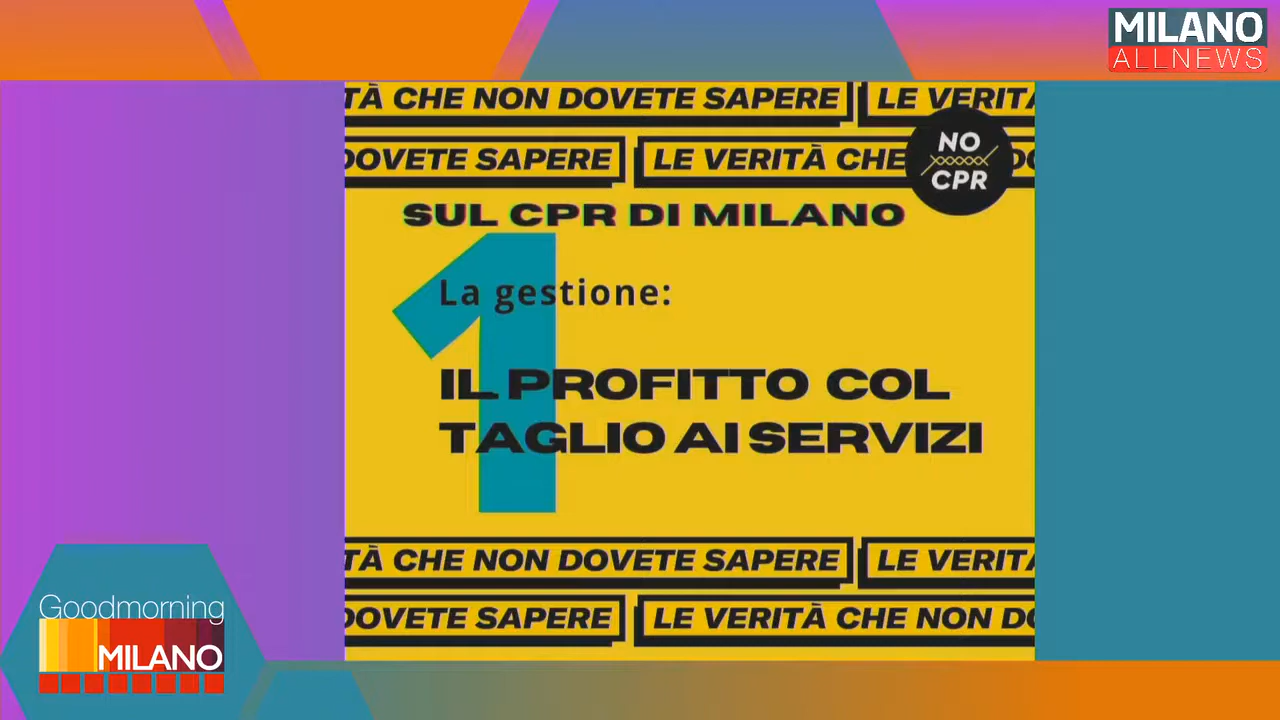 MILANO
ALLNEWS
TÀ CHE NON DOVETE SAPERE LE VERITÀ
DOVETE SAPERE LE VERITÀ CHE
NO
CPR
SUL CPR DI MILANO
1
La gestione:
IL PROFITTO COL
TAGLIO AI SERVIZI
TÀ CHE NON DOVETE SAPERE LE VERITÀ
DOVETE SAPERE LE VERITÀ CHE NON DO
Goodmorning
MILANO